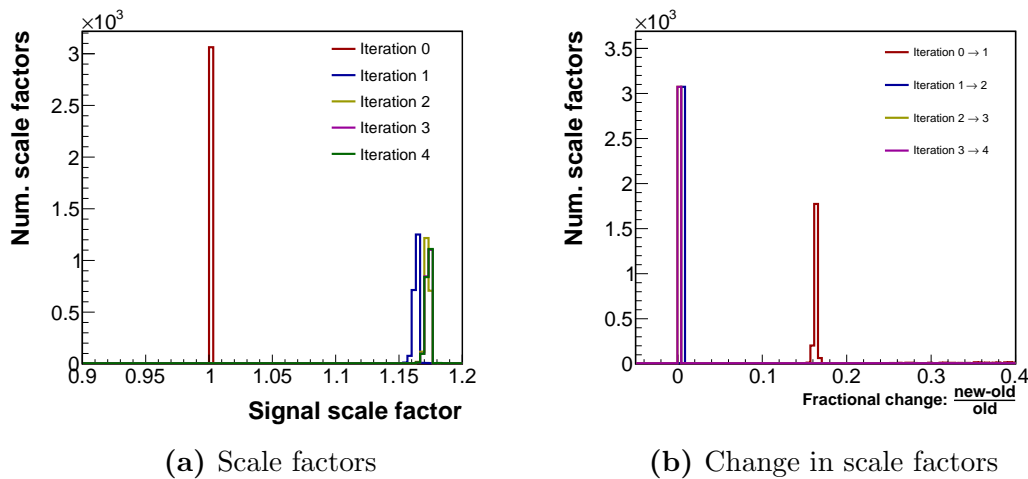 ×10³
Num. scale factors
3
2.5
2
1.5
1
0.5
0
0.9
0.95
1
1.05
1.1
1.15
1.2
Signal scale factor
Iteration 0
Iteration 1
Iteration 2
Iteration 3
Iteration 4
(a) Scale factors
×10³
Num. scale factors
3.5
3
2.5
2
1.5
1
0.5
0
0
0.1
0.2
0.3
0.4
Fractional change: new-old
old
Iteration 0 → 1
Iteration 1 → 2
Iteration 2 → 3
Iteration 3 → 4
(b) Change in scale factors